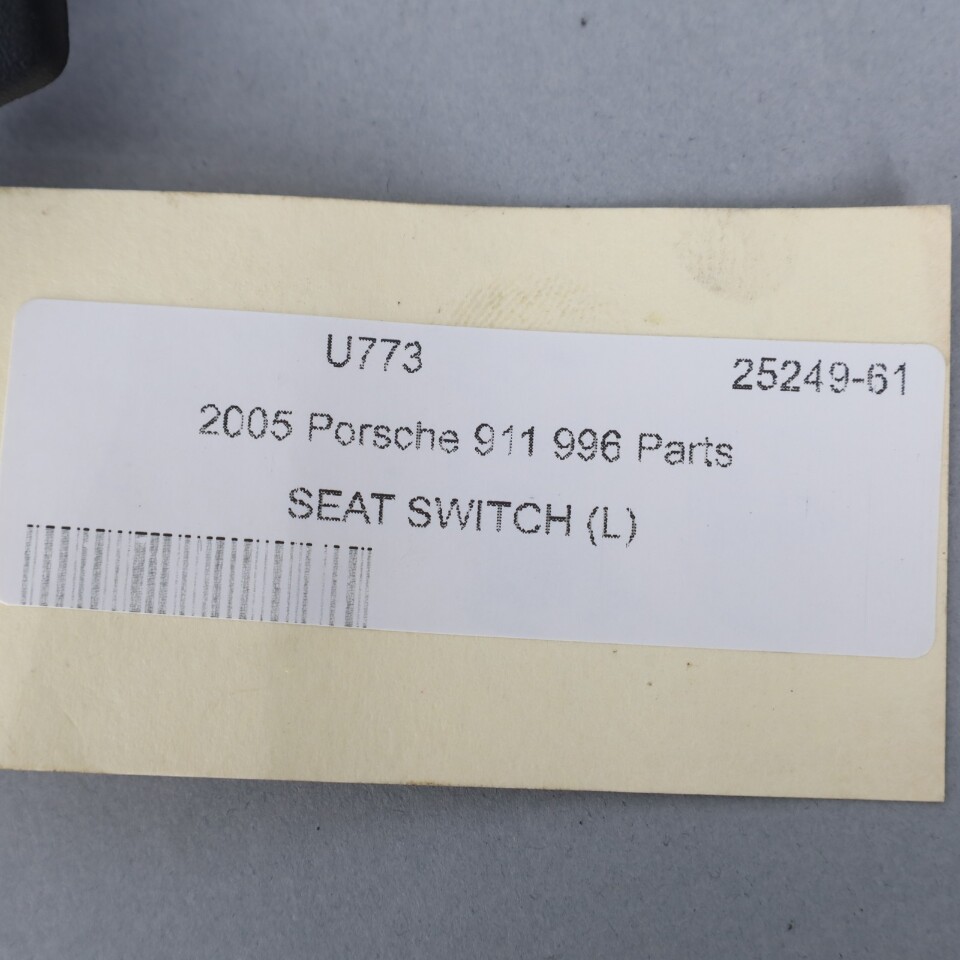 U773 25249-61
2005 Porsche 911 996 Parts
SEAT SWITCH (L)